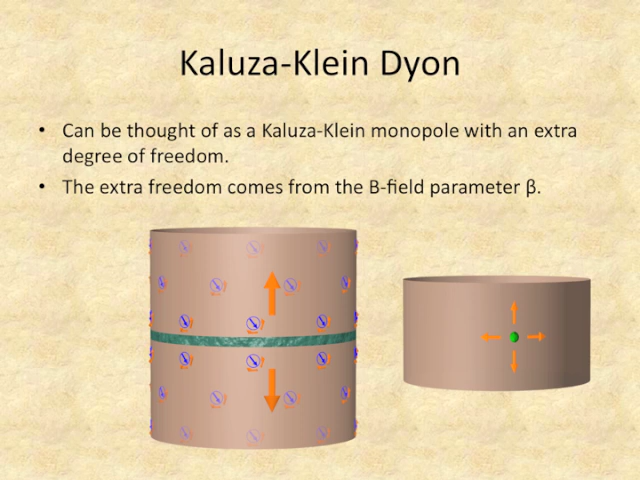 Kaluza-Klein Dyon
• Can be thought of as a Kaluza-Klein monopole with an extra
degree of freedom.
• The extra freedom comes from the B-field parameter β.